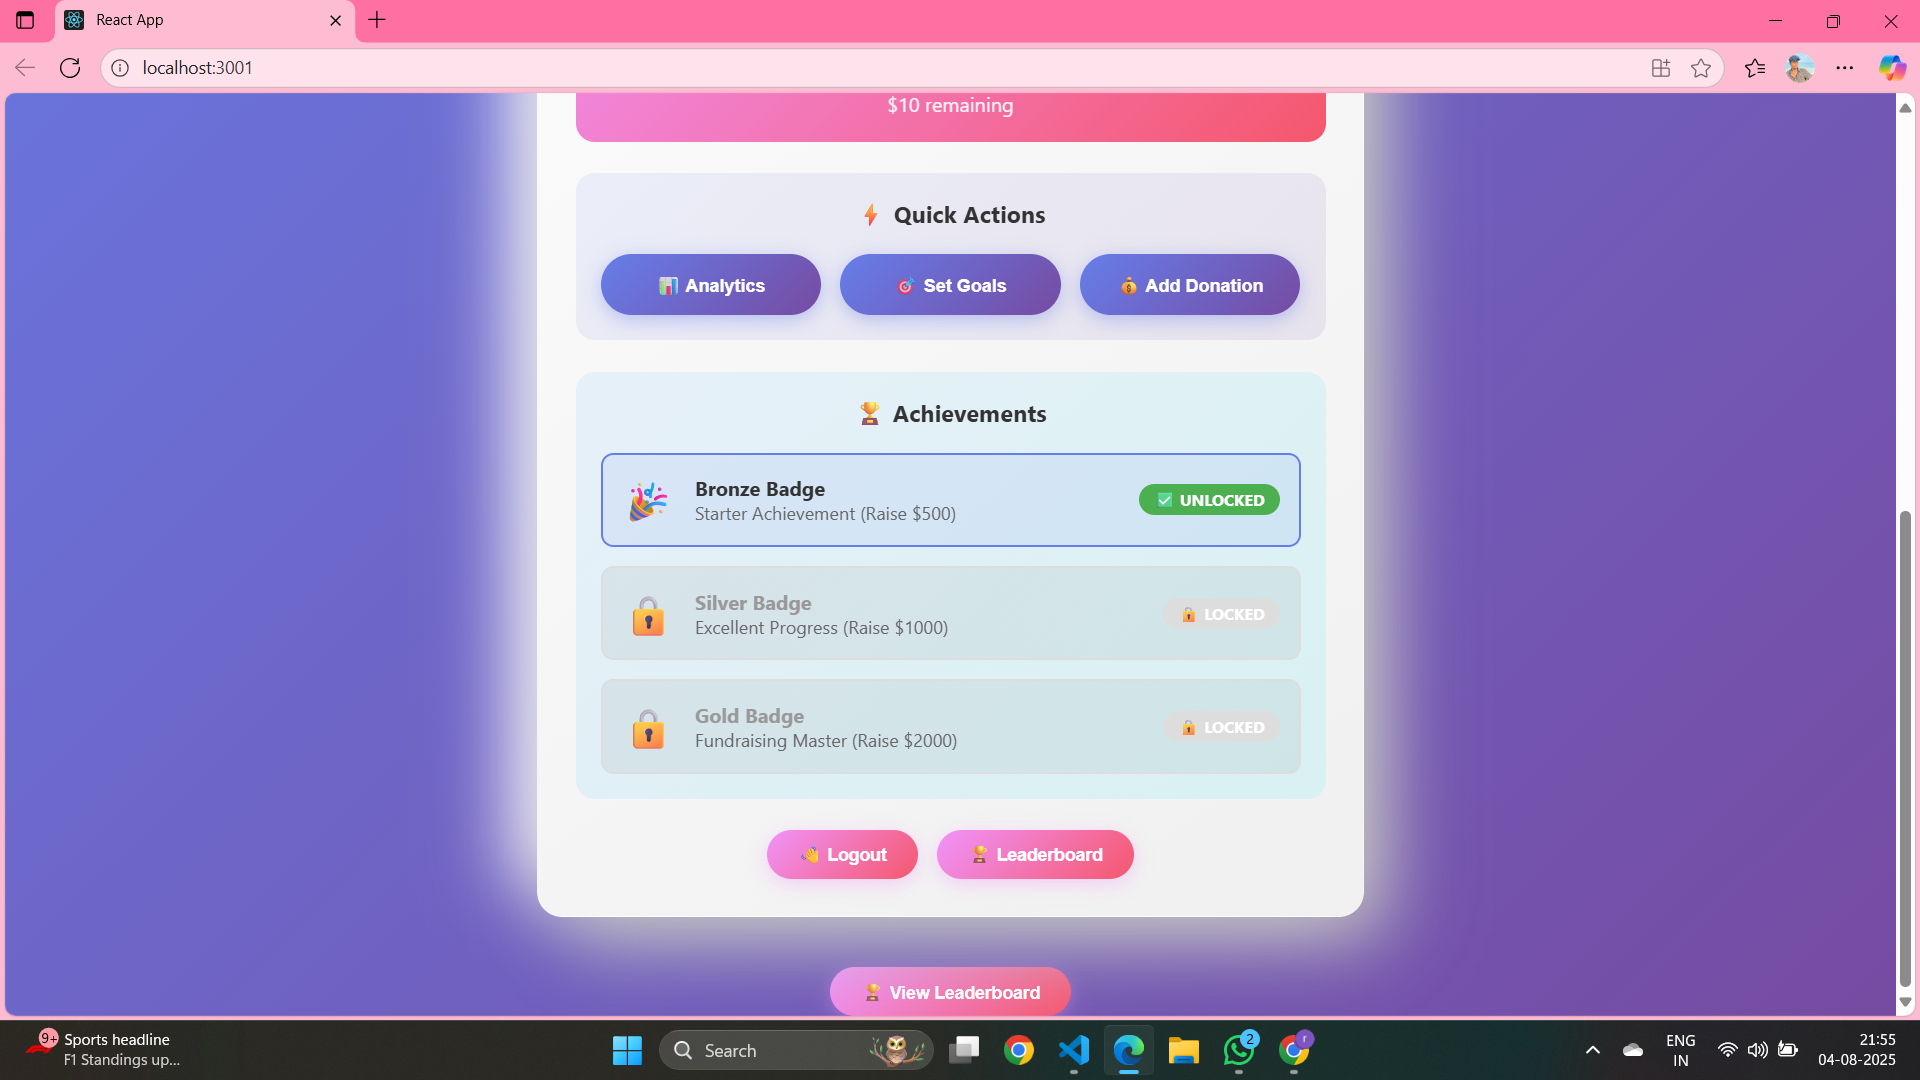 React App
localhost:3001
$10 remaining
Quick Actions
Analytics
Set Goals
Add Donation
Achievements
Bronze Badge
Starter Achievement (Raise $500)
UNLOCKED
Silver Badge
Excellent Progress (Raise $1000)
LOCKED
Gold Badge
Fundraising Master (Raise $2000)
LOCKED
Logout
Leaderboard
View Leaderboard
9+
Sports headline
F1 Standings up...
Search
2
r
ENG
IN
21:55
04-08-2025